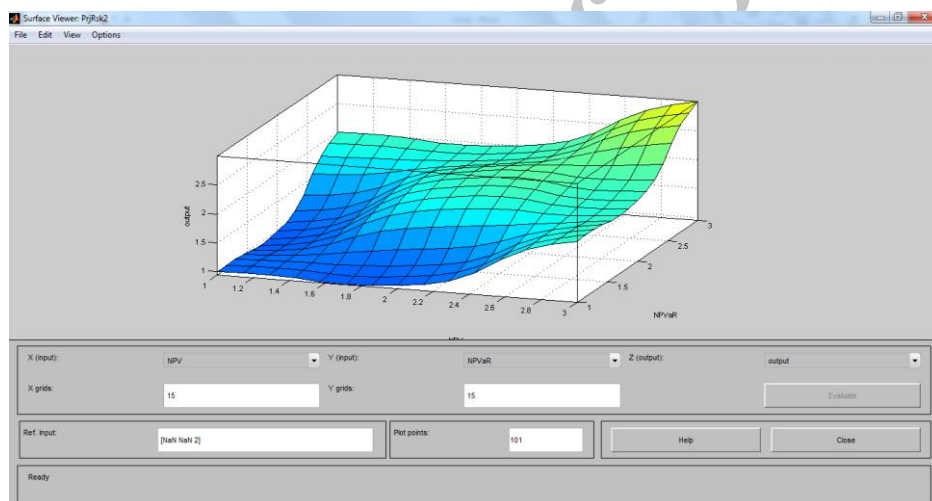 Surface Viewer: PrjRsk2
File Edit View Options
2.5
2
1.5
1
output
1 1.2 1.4 1.6 1.8 2 2.2 2.4 2.6 2.8 3
1 1.5 2 2.5 3
NPVaR
X (input): NPV Y (input): NPVaR Z (output): output
X grids: 15 Y grids: 15 Evaluate
Ref. Input: [NaN NaN 2] Plot points: 101 Help Close
Ready